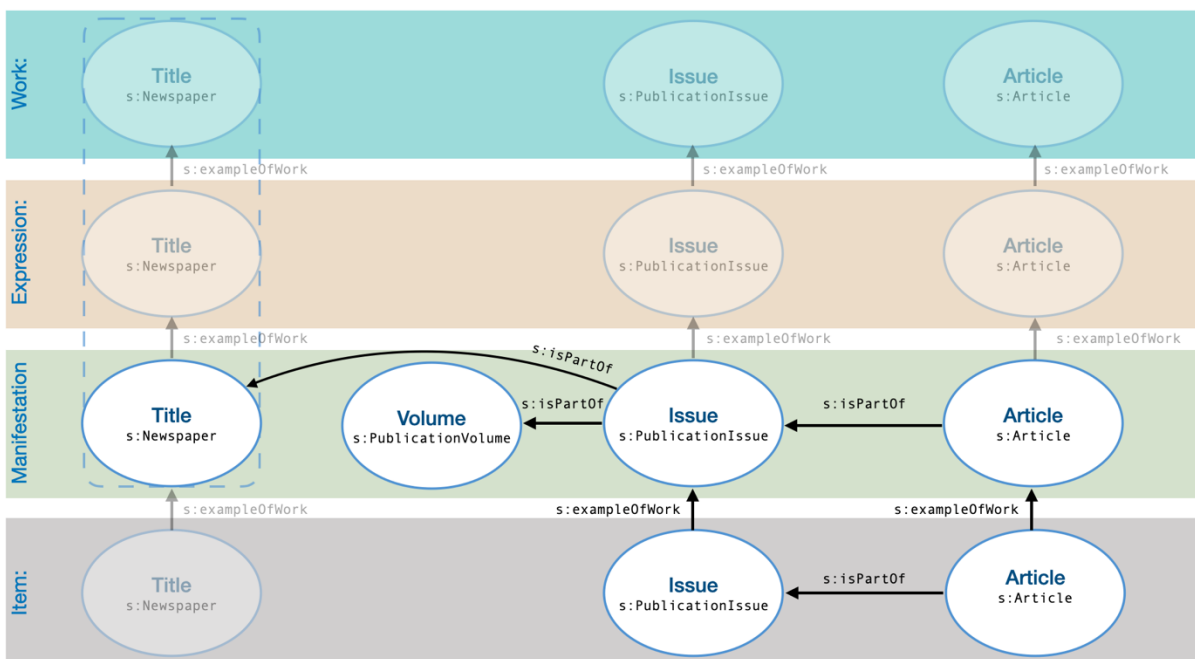 Work:
Title
s:Newspaper
Issue
s:PublicationIssue
Article
s:Article
s:exampleOfWork
s:exampleOfWork
s:exampleOfWork
Expression:
Title
s:Newspaper
Issue
s:PublicationIssue
Article
s:Article
s:exampleOfWork
s:exampleOfWork
s:exampleOfWork
Manifestation
s:isPartOf
Title
s:Newspaper
Volume
s:PublicationVolume
s:isPartOf
Issue
s:PublicationIssue
s:isPartOf
Article
s:Article
s:exampleOfWork
s:exampleOfWork
s:exampleOfWork
Item:
Title
s:Newspaper
Issue
s:PublicationIssue
s:isPartOf
Article
s:Article